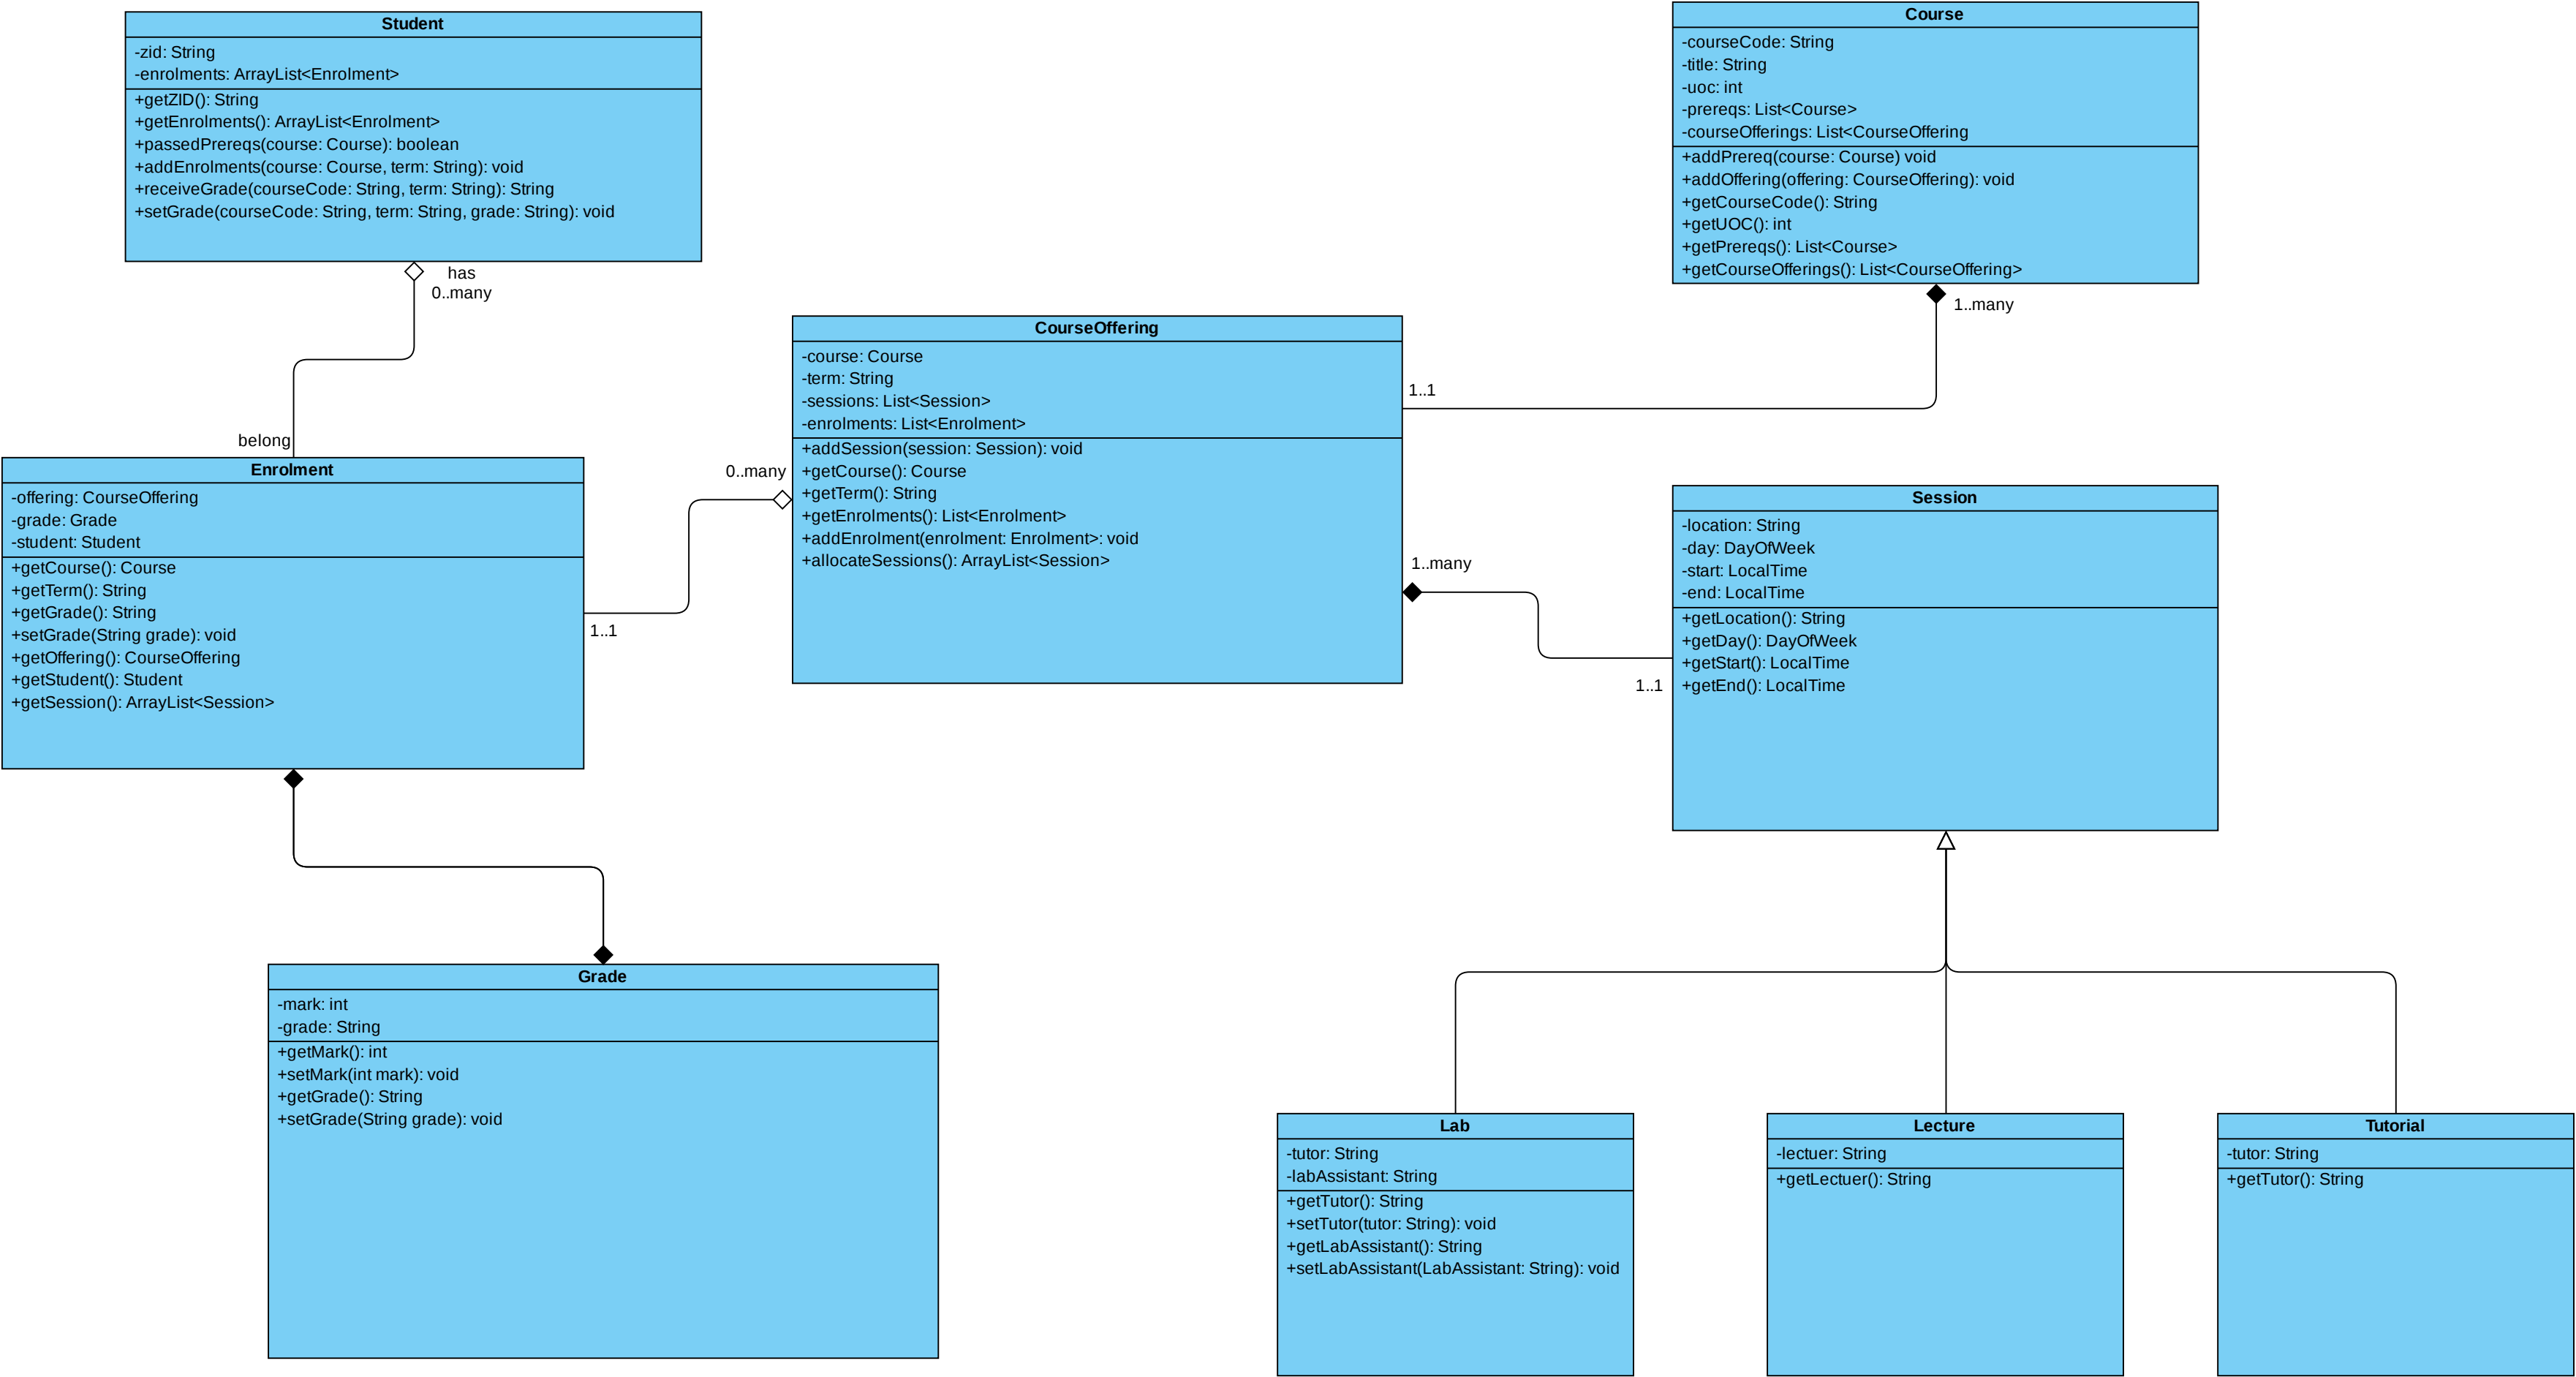 Student
-zid: String
-enrolments: ArrayList<Enrolment>
+getZID(): String
+getEnrolments(): ArrayList<Enrolment>
+passedPrereqs(course: Course): boolean
+addEnrolments(course: Course, term: String): void
+receiveGrade(courseCode: String, term: String): String
+setGrade(courseCode: String, term: String, grade: String): void
has
0..many
belong
Course
-courseCode: String
-title: String
-uoc: int
-prereqs: List<Course>
-courseOfferings: List<CourseOffering
+addPrereq(course: Course) void
+addOffering(offering: CourseOffering): void
+getCourseCode(): String
+getUOC(): int
+getPrereqs(): List<Course>
+getCourseOfferings(): List<CourseOffering>
1..many
1..1
CourseOffering
-course: Course
-term: String
-sessions: List<Session>
-enrolments: List<Enrolment>
+addSession(session: Session): void
+getCourse(): Course
+getTerm(): String
+getEnrolments(): List<Enrolment>
+addEnrolment(enrolment: Enrolment>: void
+allocateSessions(): ArrayList<Session>
0..many
1..1
1..many
1..1
Enrolment
-offering: CourseOffering
-grade: Grade
-student: Student
+getCourse(): Course
+getTerm(): String
+getGrade(): String
+setGrade(String grade): void
+getOffering(): CourseOffering
+getStudent(): Student
+getSession(): ArrayList<Session>
Session
-location: String
-day: DayOfWeek
-start: LocalTime
-end: LocalTime
+getLocation(): String
+getDay(): DayOfWeek
+getStart(): LocalTime
+getEnd(): LocalTime
Grade
-mark: int
-grade: String
+getMark(): int
+setMark(int mark): void
+getGrade(): String
+setGrade(String grade): void
Lab
-tutor: String
-labAssistant: String
+getTutor(): String
+setTutor(tutor: String): void
+getLabAssistant(): String
+setLabAssistant(LabAssistant: String): void
Lecture
-lectuer: String
+getLectuer(): String
Tutorial
-tutor: String
+getTutor(): String